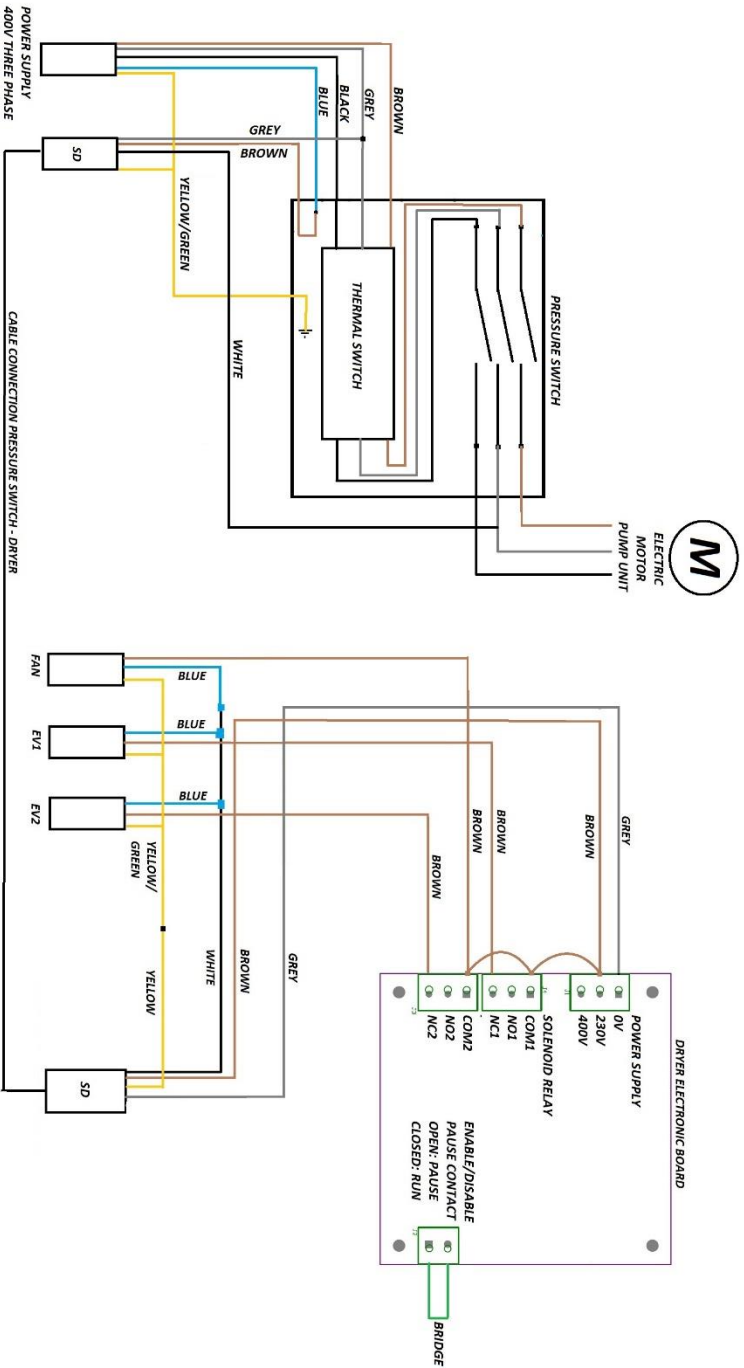 M
ELECTRIC
MOTOR
PUMP UNIT
PRESSURE SWITCH
THERMAL SWITCH
BROWN
GREY
BLACK
BLUE
GREY
BROWN
YELLOW/GREEN
WHITE
POWER SUPPLY
400V THREE PHASE
SD
CABLE CONNECTION PRESSURE SWITCH - DRYER
DRYER ELECTRONIC BOARD
POWER SUPPLY
0V
230V
400V
SOLENOID RELAY
COM1
NO1
NC1
COM2
NO2
NC2
ENABLE/DISABLE
PAUSE CONTACT
OPEN: PAUSE
CLOSED: RUN
BRIDGE
GREY
BROWN
BROWN
BROWN
BROWN
GREY
BROWN
WHITE
BLUE
BLUE
BLUE
YELLOW/
GREEN
YELLOW
FAN
EV1
EV2
SD